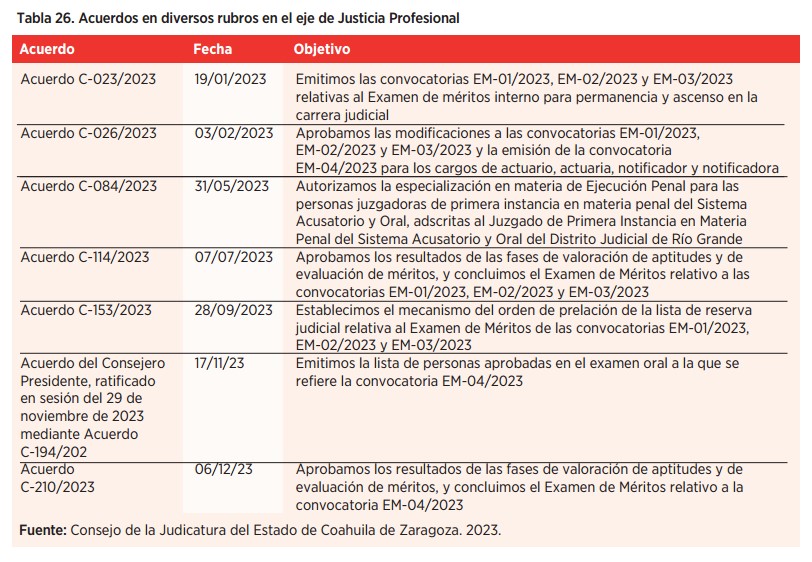 Tabla 26. Acuerdos en diversos rubros en el eje de Justicia Profesional
Acuerdo Fecha Objetivo
Acuerdo C-023/2023 19/01/2023 Emitimos las convocatorias EM-01/2023, EM-02/2023 y EM-03/2023
relativas al Examen de méritos interno para permanencia y ascenso en la
carrera judicial
Acuerdo C-026/2023 03/02/2023 Aprobamos las modificaciones a las convocatorias EM-01/2023,
EM-02/2023 y EM-03/2023 y la emisión de la convocatoria
EM-04/2023 para los cargos de actuario, actuaria, notificador y notificadora
Acuerdo C-084/2023 31/05/2023 Autorizamos la especialización en materia de Ejecución Penal para las
personas juzgadoras de primera instancia en materia penal del Sistema
Acusatorio y Oral, adscritas al Juzgado de Primera Instancia en Materia
Penal del Sistema Acusatorio y Oral del Distrito Judicial de Río Grande
Acuerdo C-114/2023 07/07/2023 Aprobamos los resultados de las fases de valoración de aptitudes y de
evaluación de méritos, y concluimos el Examen de Méritos relativo a las
convocatorias EM-01/2023, EM-02/2023 y EM-03/2023
Acuerdo C-153/2023 28/09/2023 Establecimos el mecanismo del orden de prelación de la lista de reserva
judicial relativa al Examen de Méritos de las convocatorias EM-01/2023,
EM-02/2023 y EM-03/2023
Acuerdo del Consejero 17/11/23 Emitimos la lista de personas aprobadas en el examen oral a la que se
Presidente, ratificado refiere la convocatoria EM-04/2023
en sesión del 29 de
noviembre de 2023
mediante Acuerdo
C-194/202
Acuerdo 06/12/23 Aprobamos los resultados de las fases de valoración de aptitudes y de
C-210/2023 evaluación de méritos, y concluimos el Examen de Méritos relativo a la
convocatoria EM-04/2023
Fuente: Consejo de la Judicatura del Estado de Coahuila de Zaragoza. 2023.